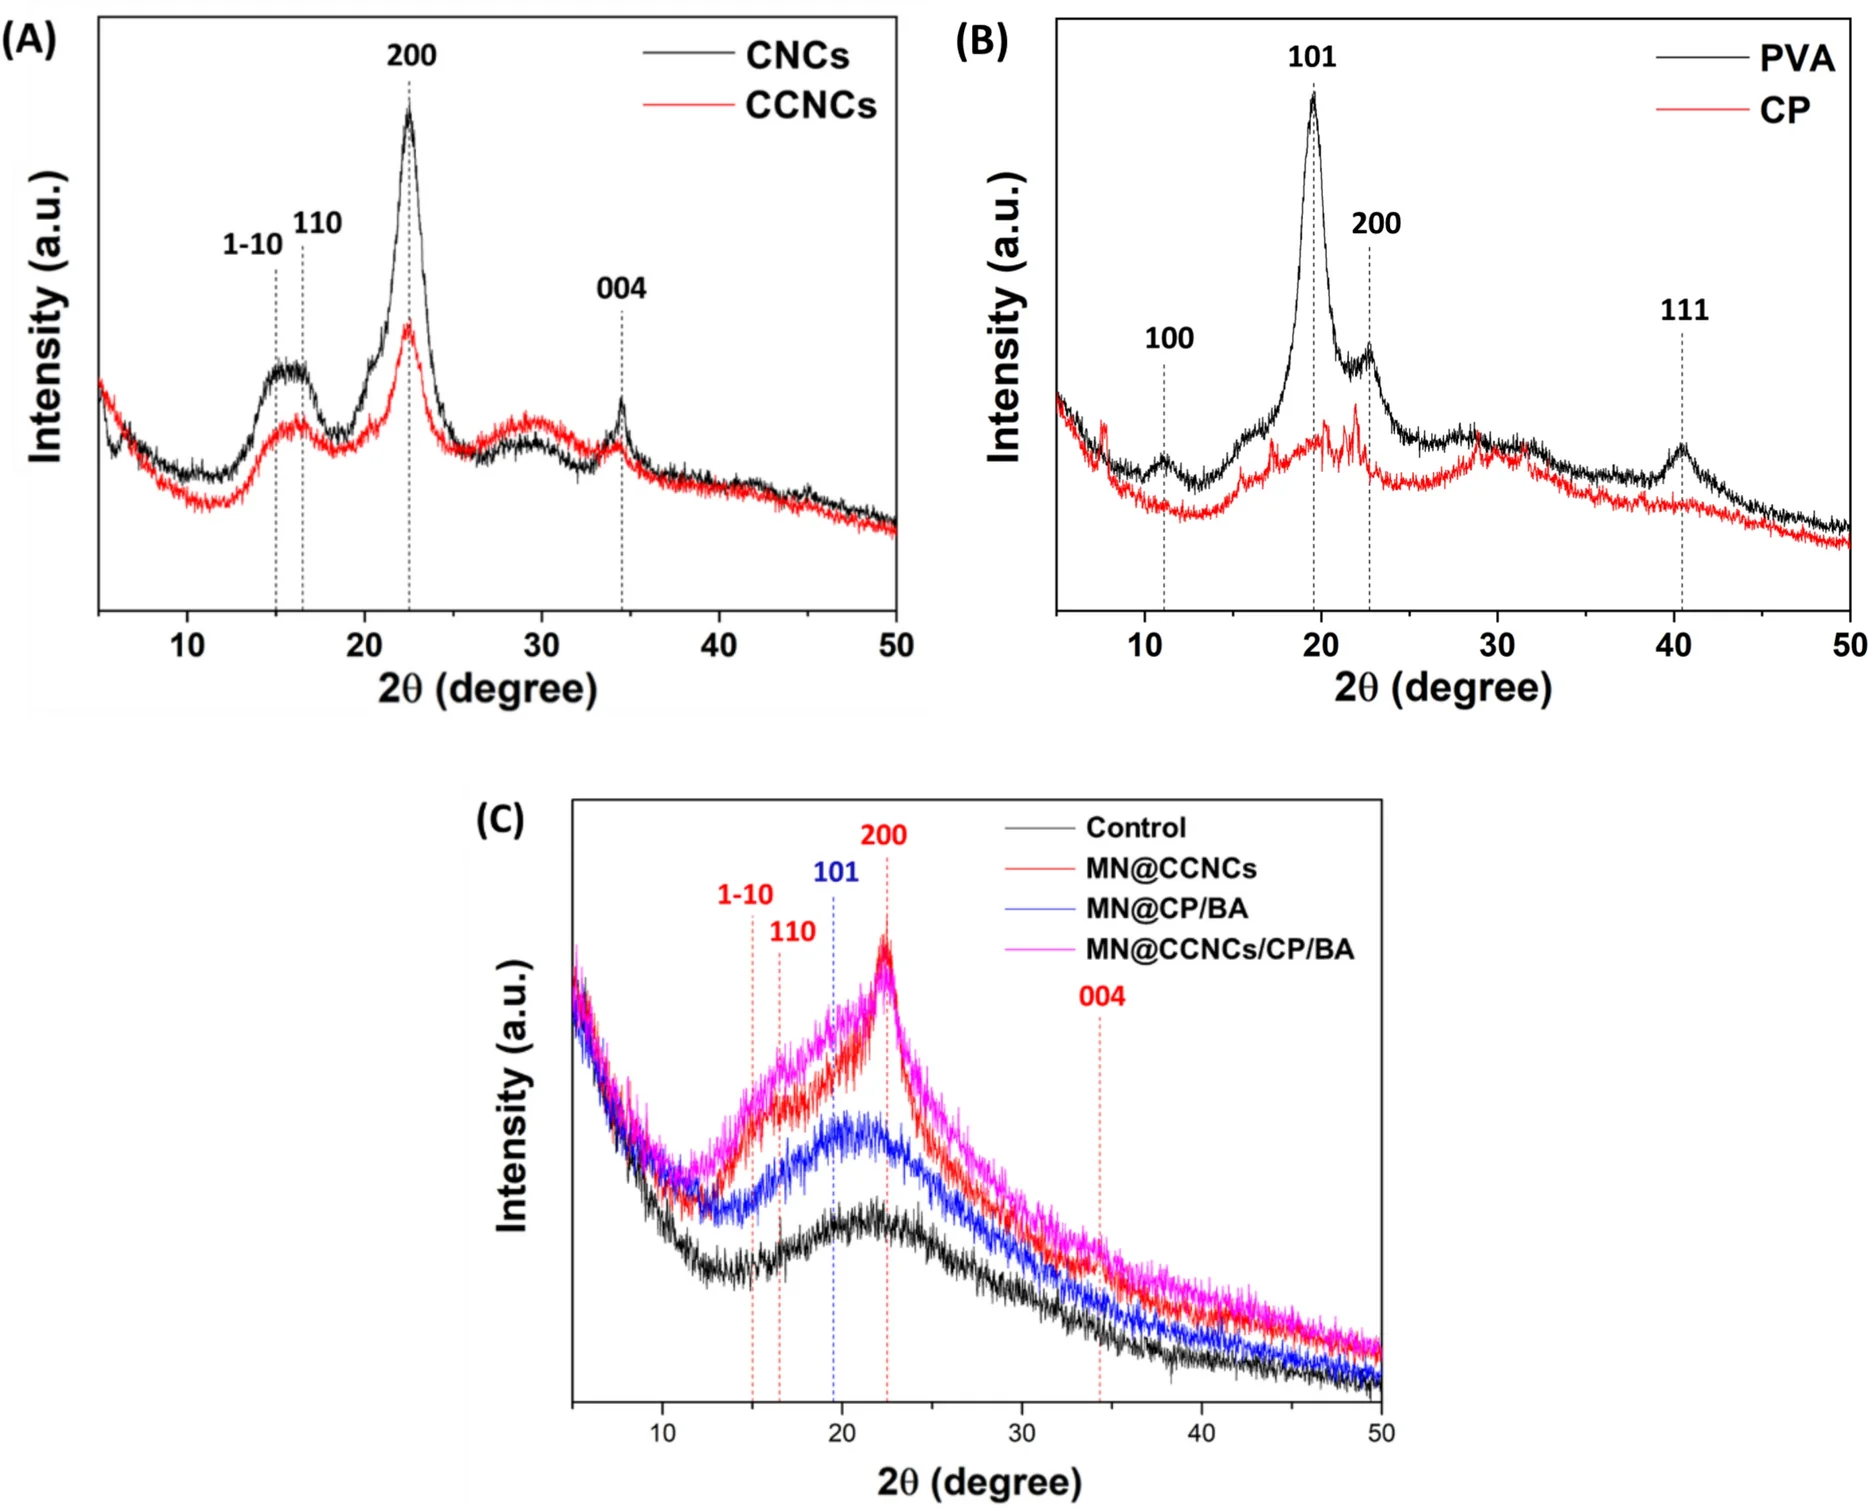 (A)
200
CNCs
CCNCs
1-10
110
004
Intensity (a.u.)
10 20 30 40 50
2θ (degree)
(B)
101
PVA
CP
200
100
111
Intensity (a.u.)
10 20 30 40 50
2θ (degree)
(C)
200
101
1-10
110
Control
MN@CCNCs
MN@CP/BA
MN@CCNCs/CP/BA
004
Intensity (a.u.)
10 20 30 40 50
2θ (degree)